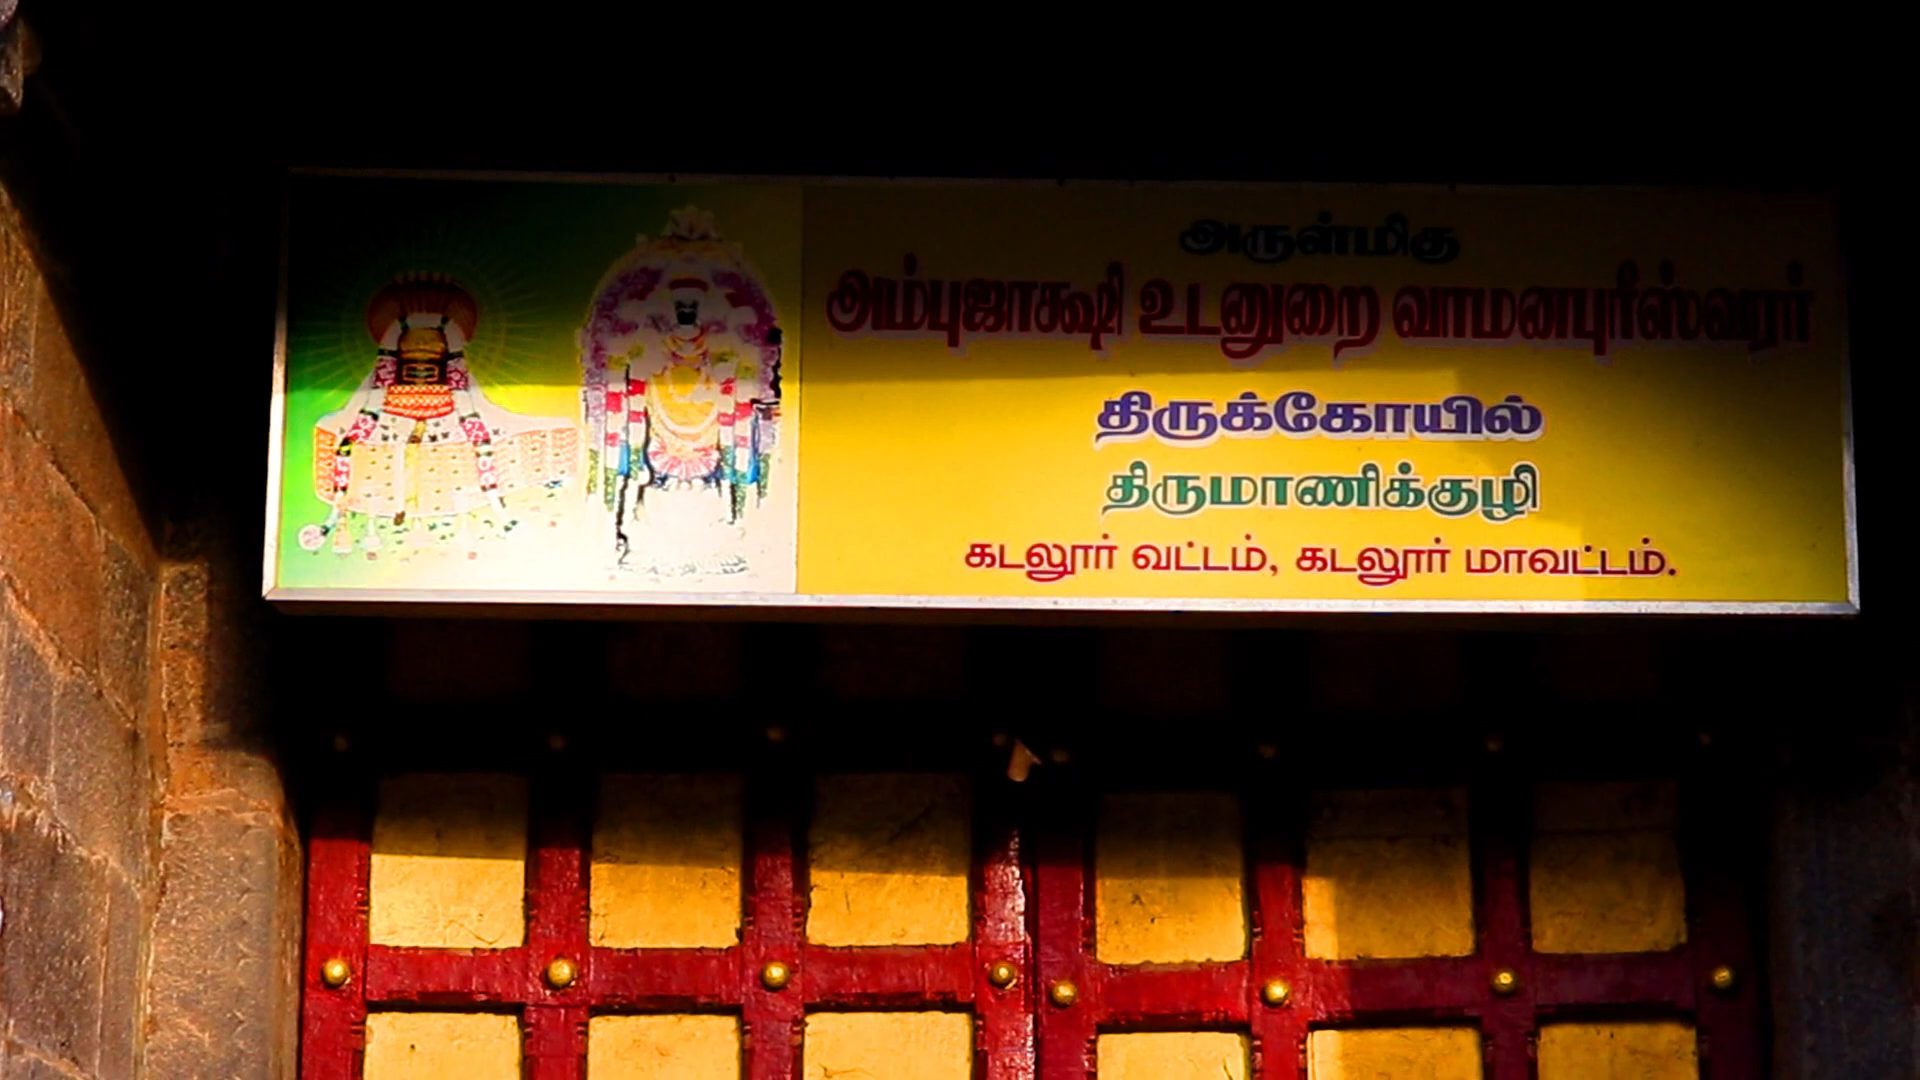 அருள்மிகு
அம்புஜாக்ஷி உடனுறை வாமனபுரீஸ்வரர்
திருக்கோயில்
திருமாணிக்குழி
கடலூர் வட்டம், கடலூர் மாவட்டம்.